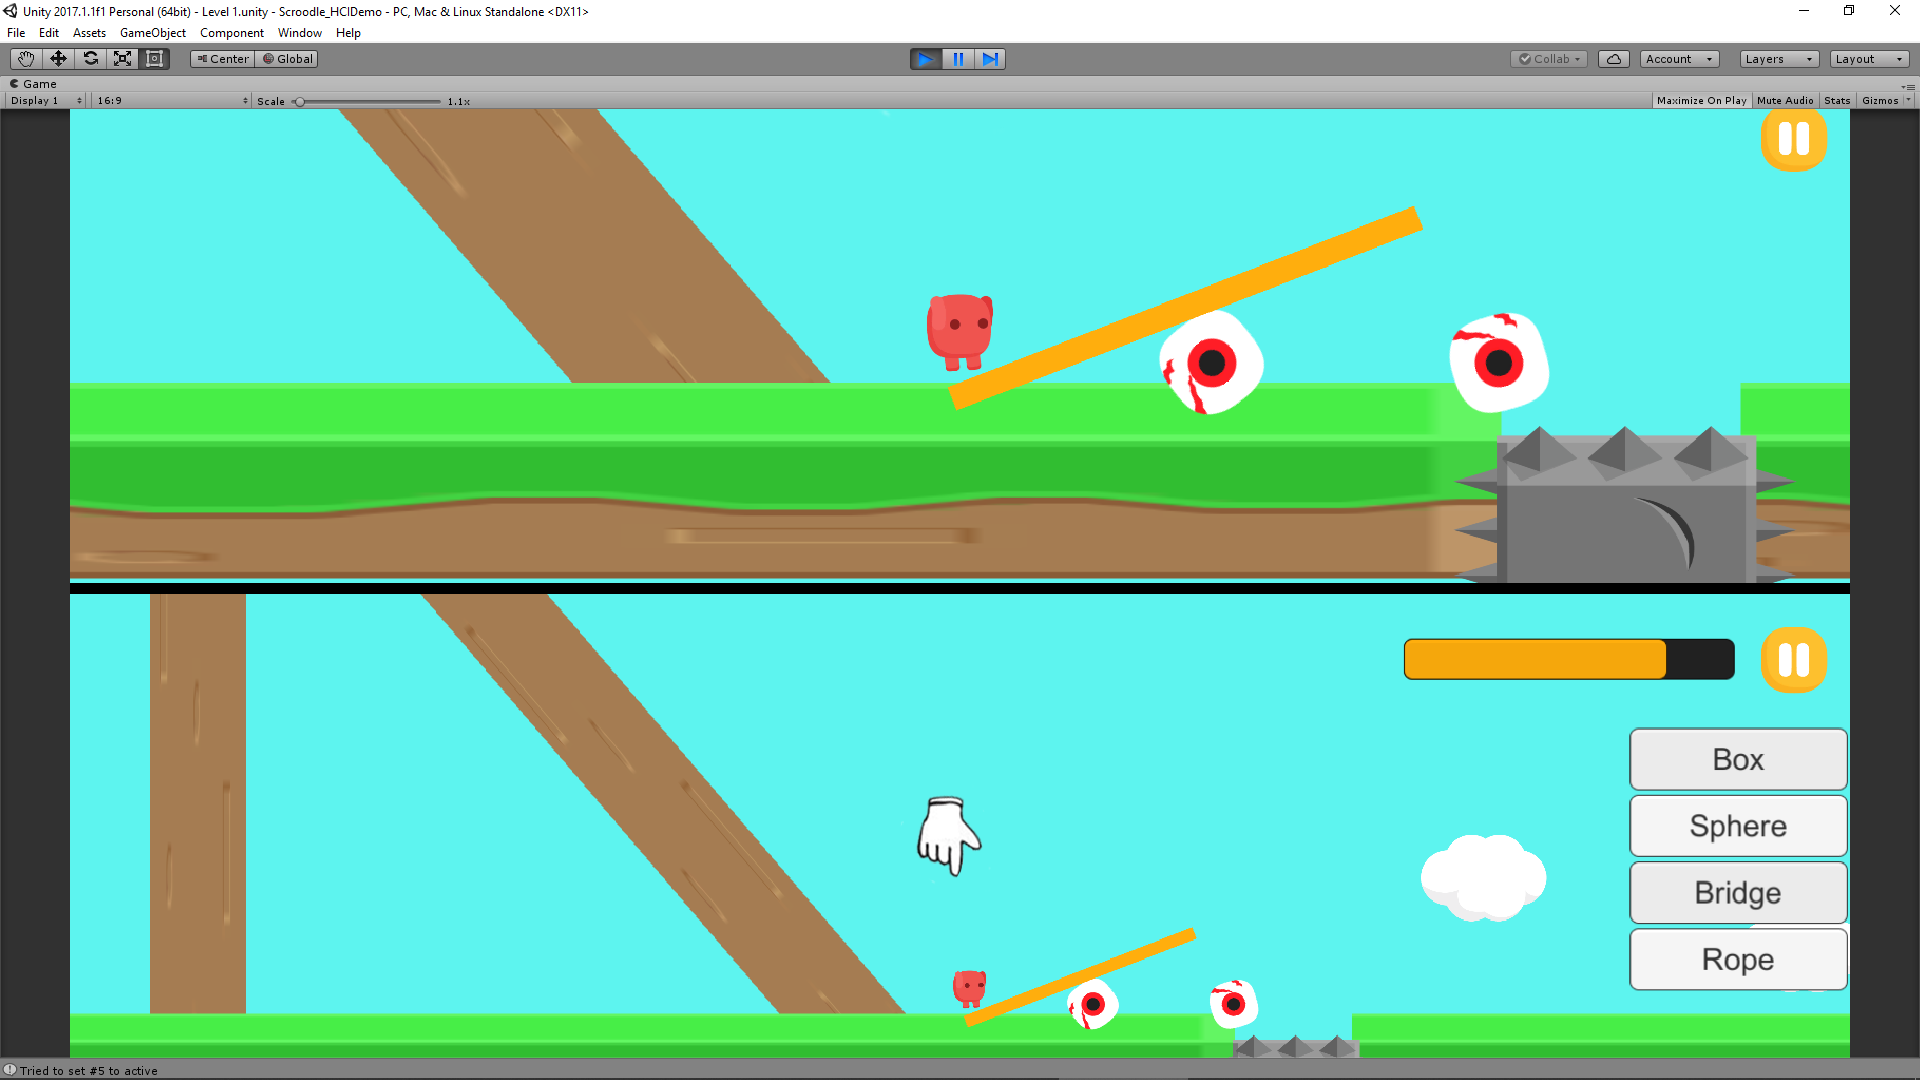 Unity 2017.1.1f1 Personal (64bit) - Level 1.unity - Scroodle_HCIDemo - PC, Mac & Linux Standalone <DX11>
File Edit Assets GameObject Component Window Help
Center Global Collab Account Layers Layout
Game
Display 1 16:9 Scale 1.1x Maximize On Play Mute Audio Stats Gizmos
Box
Sphere
Bridge
Rope
Tried to set #5 to active